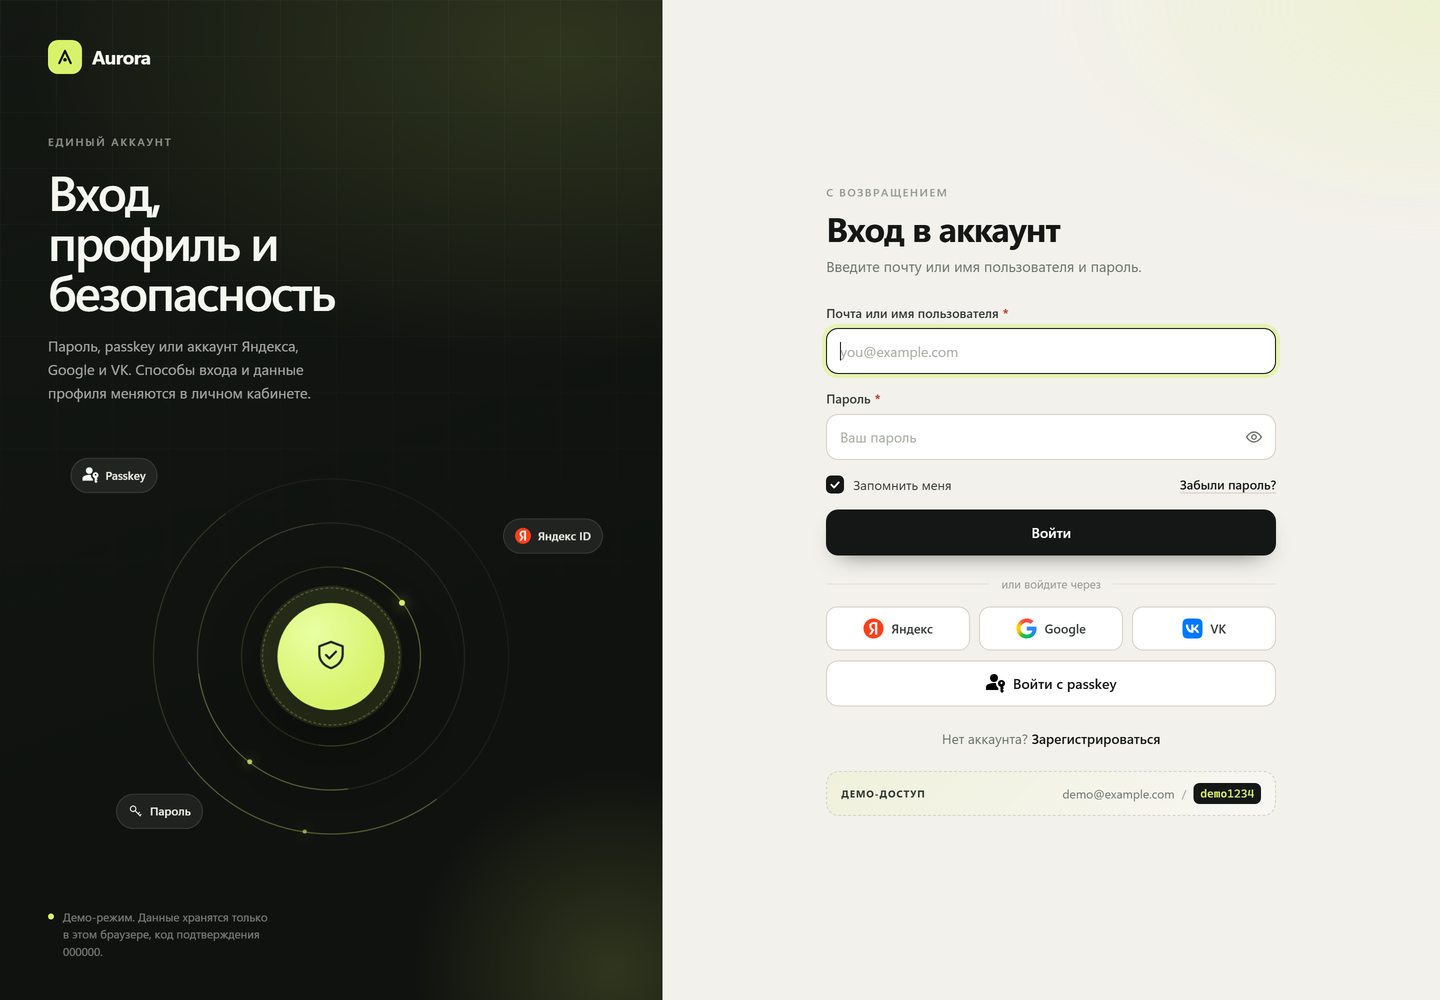 Aurora
ЕДИНЫЙ АККАУНТ
Вход,
профиль и
безопасность
Пароль, passkey или аккаунт Яндекса,
Google и VK. Способы входа и данные
профиля меняются в личном кабинете.
Passkey
Яндекс ID
Пароль
Демо-режим. Данные хранятся только
в этом браузере, код подтверждения
000000.
С ВОЗВРАЩЕНИЕМ
Вход в аккаунт
Введите почту или имя пользователя и пароль.
Почта или имя пользователя *
you@example.com
Пароль *
Ваш пароль
Запомнить меня
Забыли пароль?
Войти
или войдите через
Яндекс
Google
VK
Войти с passkey
Нет аккаунта? Зарегистрироваться
ДЕМО-ДОСТУП demo@example.com / demo1234